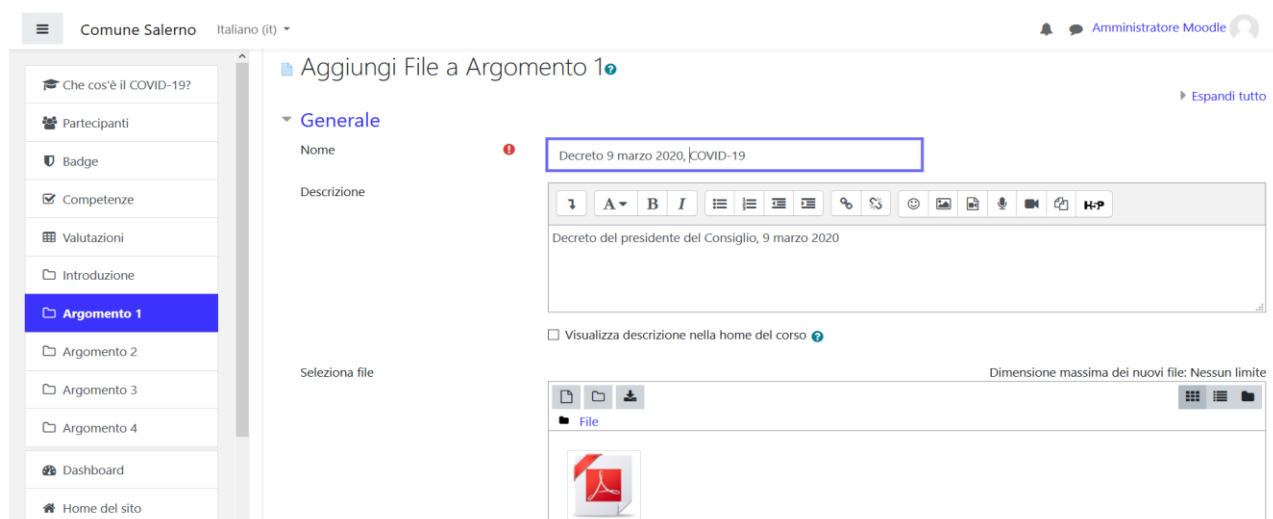 Comune Salerno Italiano (it) Amministratore Moodle
Che cos'è il COVID-19?
Partecipanti
Badge
Competenze
Valutazioni
Introduzione
Argomento 1
Argomento 2
Argomento 3
Argomento 4
Dashboard
Home del sito
Aggiungi File a Argomento 1
Espandi tutto
Generale
Nome
Decreto 9 marzo 2020, COVID-19
Descrizione
A B I H-P
Decreto del presidente del Consiglio, 9 marzo 2020
Visualizza descrizione nella home del corso
Seleziona file
Dimensione massima dei nuovi file: Nessun limite
File